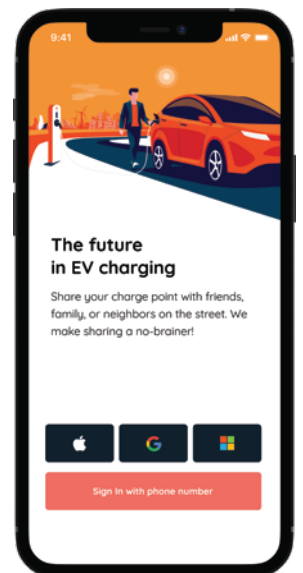 9:41
The future
in EV charging
Share your charge point with friends,
family, or neighbors on the street. We
make sharing a no-brainer!
Sign In with phone number